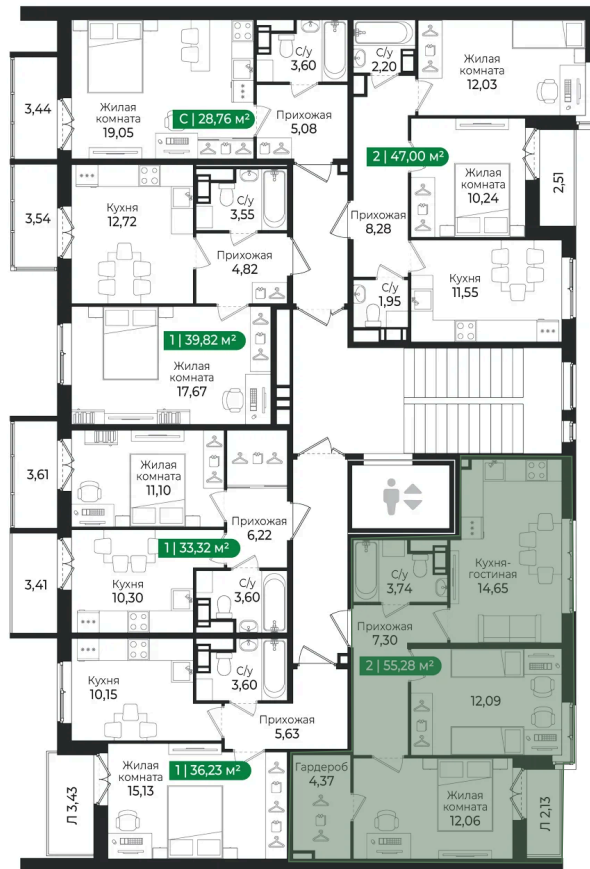 С/у
3,60
С/у
2,20
Жилая
комната
12,03
3,44
Жилая
комната
19,05
С | 28,76 м²
Прихожая
5,08
2 | 47,00 м²
Жилая
комната
10,24
2,51
3,54
Кухня
12,72
С/у
3,55
Прихожая
8,28
Прихожая
4,82
С/у
1,95
Кухня
11,55
1 | 39,82 м²
Жилая
комната
17,67
3,61
Жилая
комната
11,10
Прихожая
6,22
1 | 33,32 м²
3,41
Кухня
10,30
С/у
3,60
С/у
3,74
Кухня-
гостиная
14,65
Прихожая
7,30
2 | 55,28 м²
Кухня
10,15
С/у
3,60
12,09
Прихожая
5,63
Л 3,43
Жилая
комната
15,13
1 | 36,23 м²
Гардероб
4,37
Жилая
комната
12,06
Л 2,13